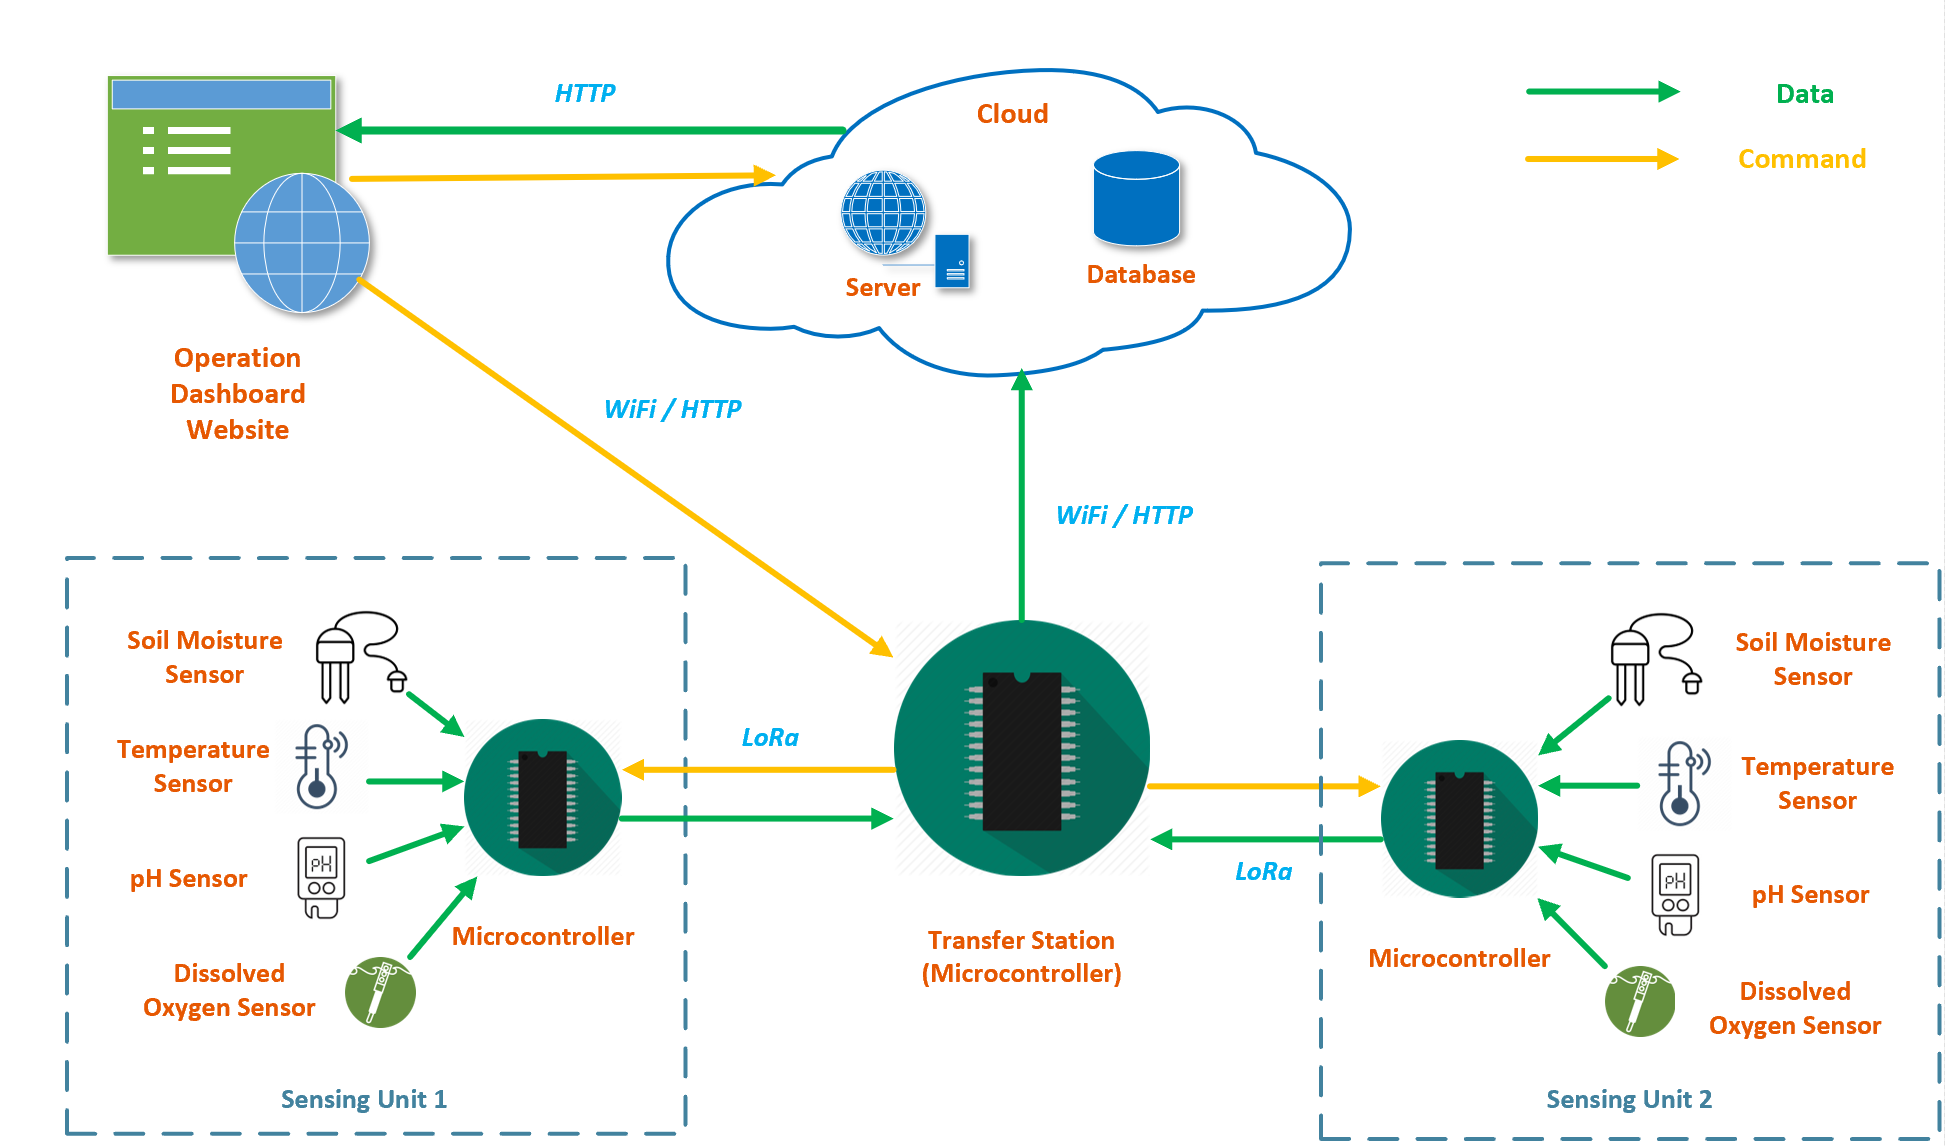 HTTP
Cloud
Data
Command
Server
Database
Operation
Dashboard
Website
WiFi / HTTP
WiFi / HTTP
Soil Moisture
Sensor
Temperature
Sensor
pH Sensor
pH
Dissolved
Oxygen Sensor
Microcontroller
Sensing Unit 1
LoRa
Transfer Station
(Microcontroller)
LoRa
Soil Moisture
Sensor
Temperature
Sensor
pH
pH Sensor
Microcontroller
Dissolved
Oxygen Sensor
Sensing Unit 2